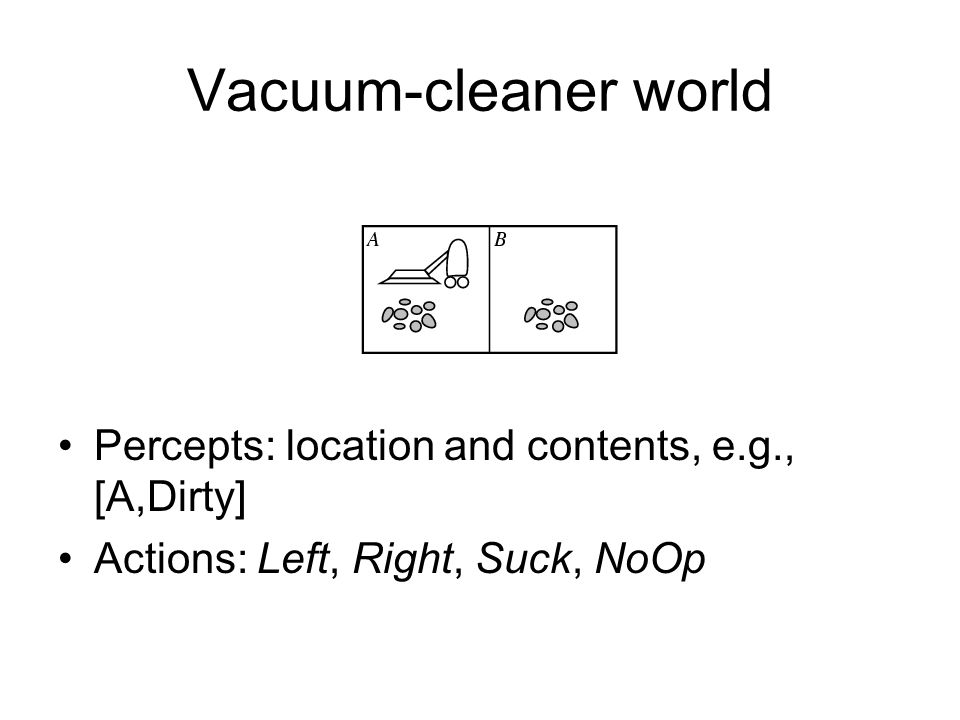 Vacuum-cleaner world
A B
• Percepts: location and contents, e.g.,
[A,Dirty]
• Actions: Left, Right, Suck, NoOp